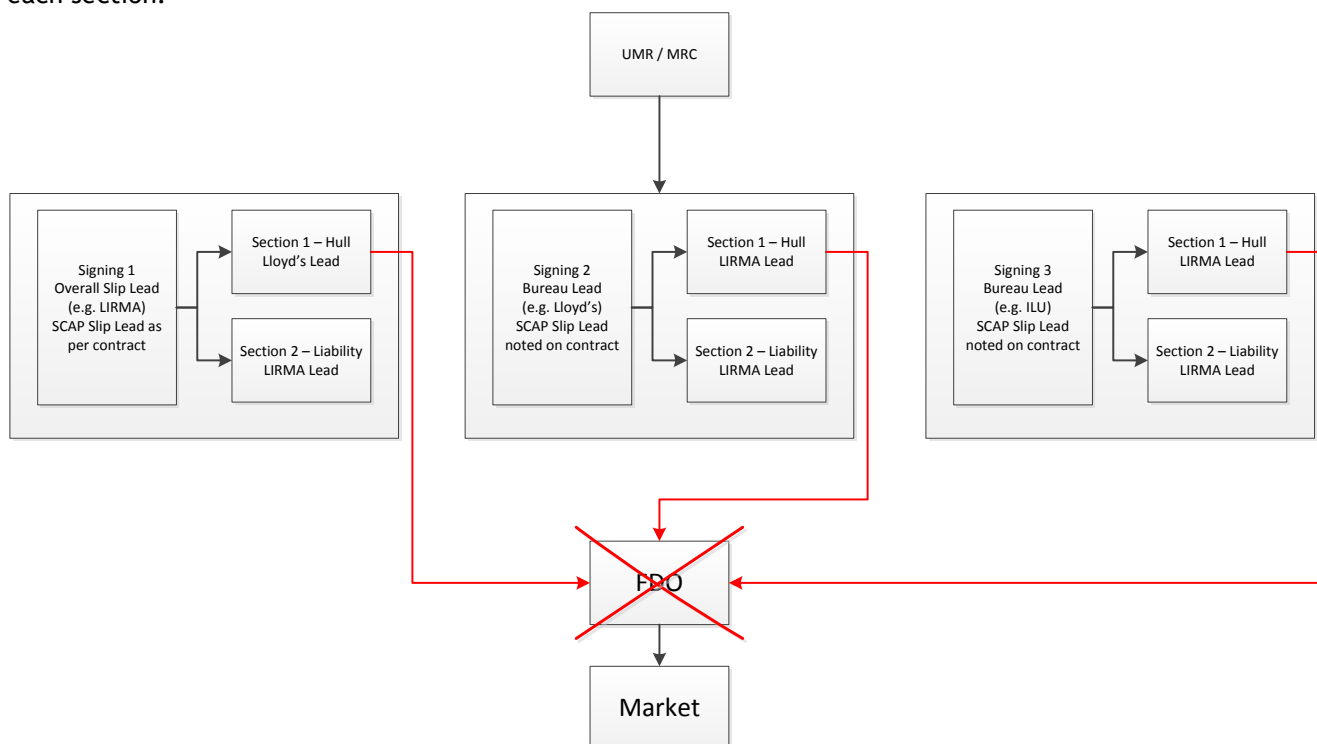 each section.
UMR / MRC
Signing 1
Overall Slip Lead
(e.g. LIRMA)
SCAP Slip Lead as
per contract
Section 1 – Hull
Lloyd's Lead
Section 2 – Liability
LIRMA Lead
Signing 2
Bureau Lead
(e.g. Lloyd's)
SCAP Slip Lead
noted on contract
Section 1 – Hull
LIRMA Lead
Section 2 – Liability
LIRMA Lead
Signing 3
Bureau Lead
(e.g. ILU)
SCAP Slip Lead
noted on contract
Section 1 – Hull
LIRMA Lead
Section 2 – Liability
LIRMA Lead
FDO
Market